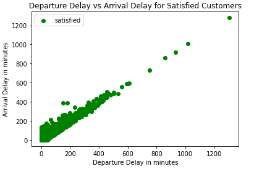 Departure Delay vs Arrival Delay for Satisfied Customers
satisfied
Arrival Delay in minutes
1200
1000
800
600
400
200
0
0 200 400 600 800 1000 1200
Departure Delay in minutes